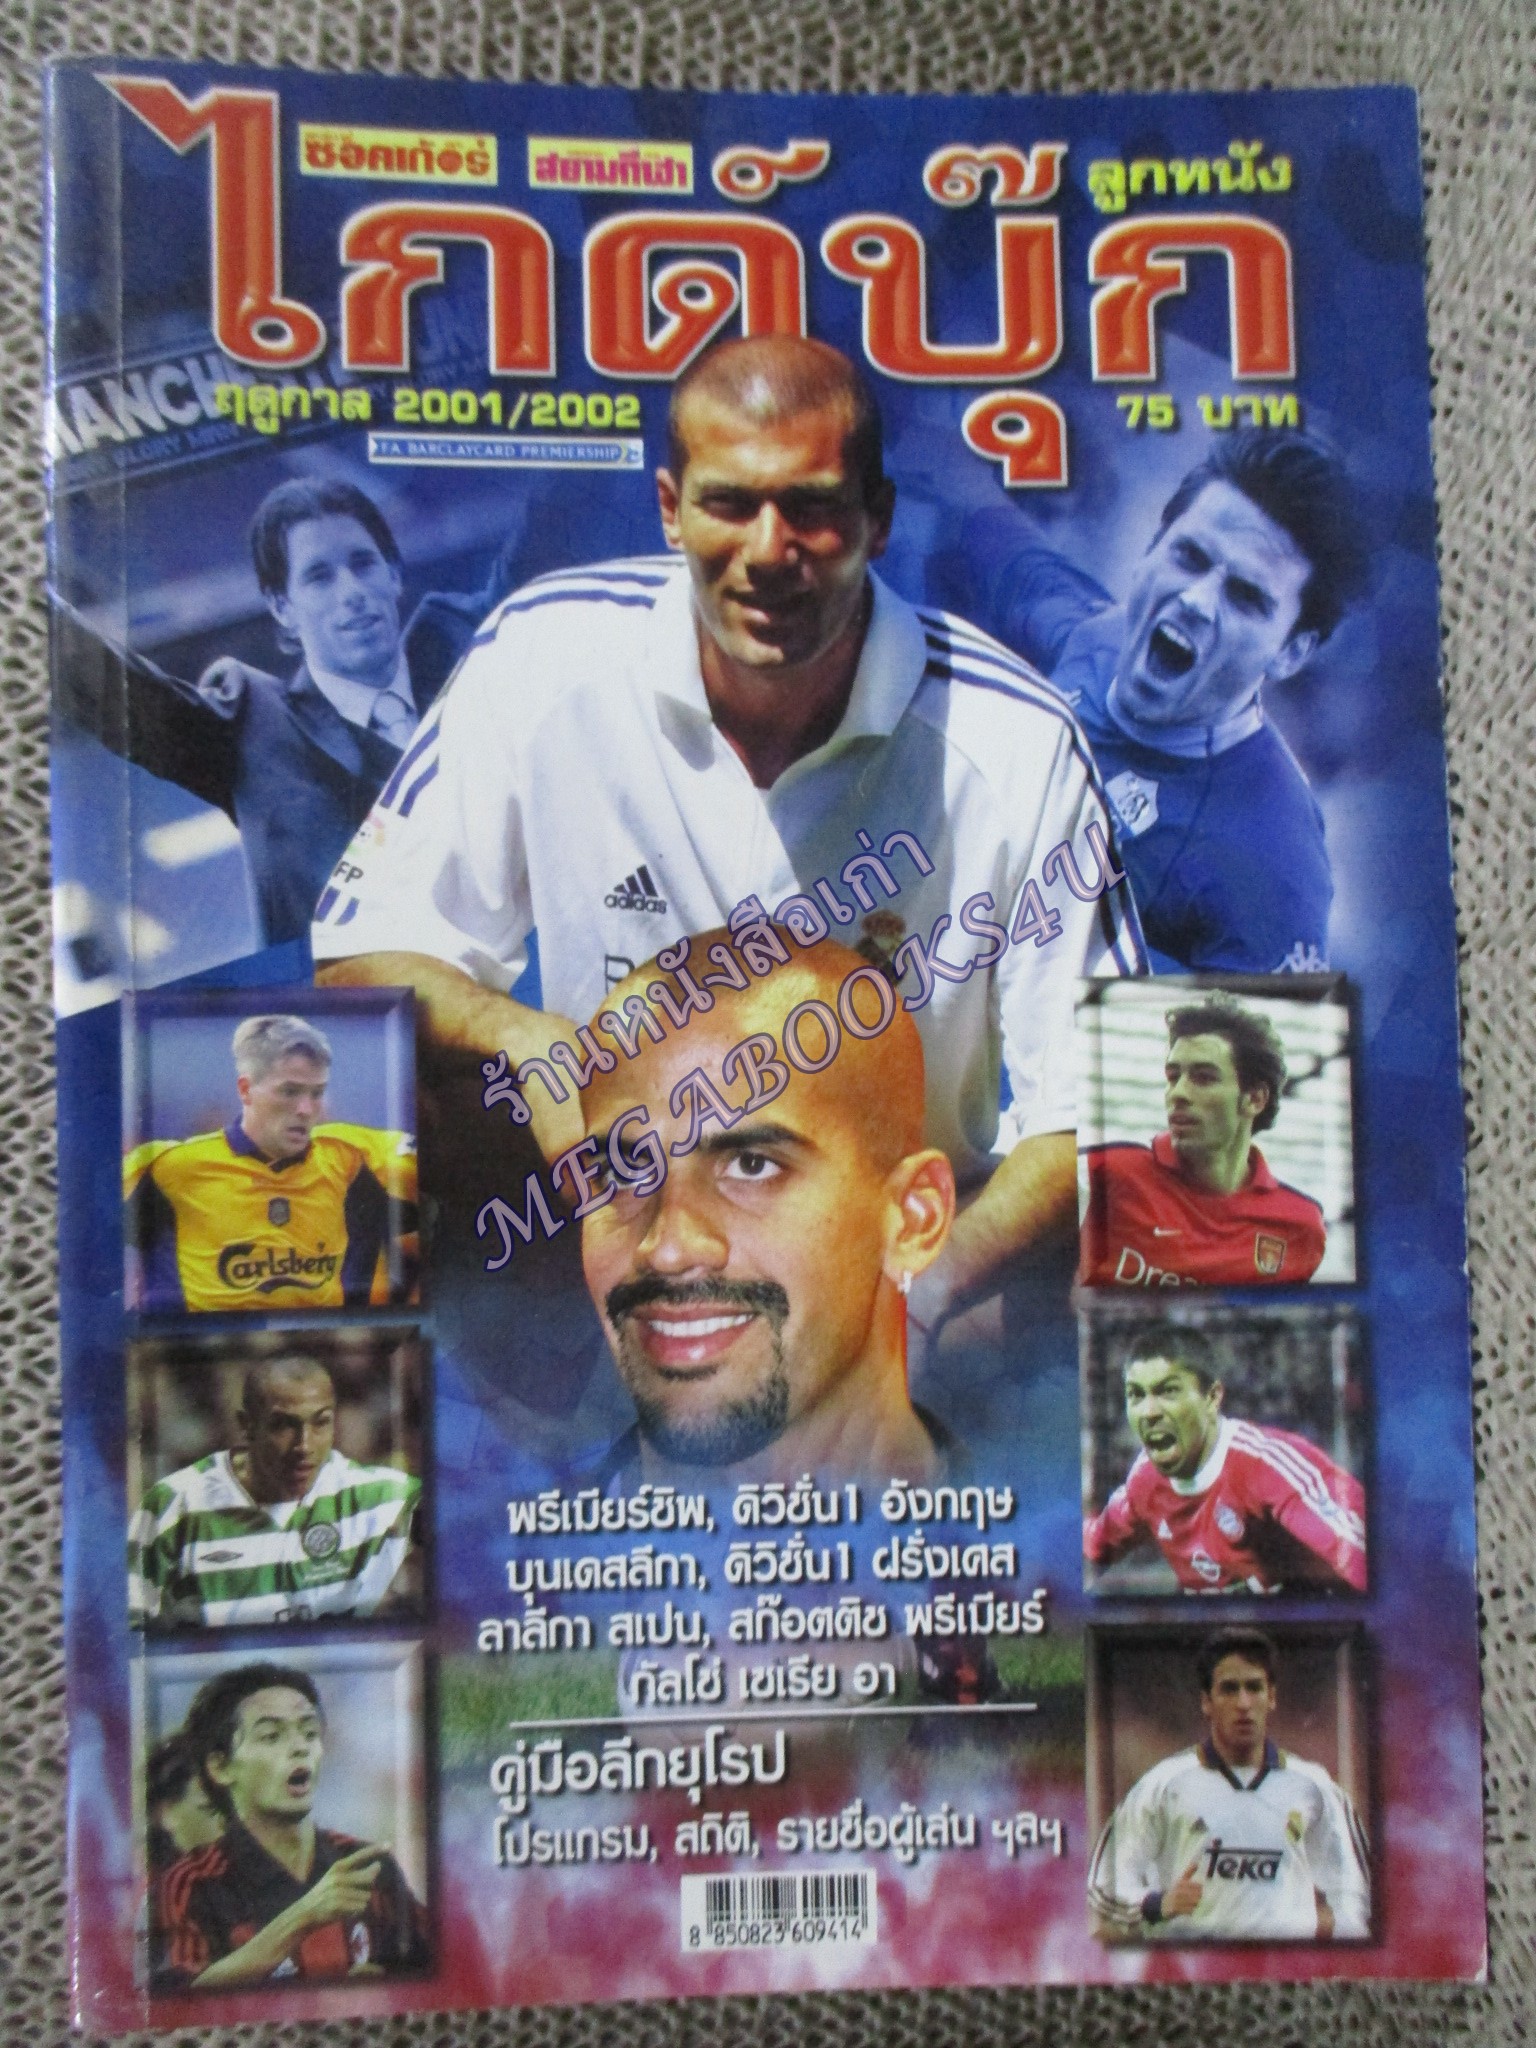 ซอคเก้อร์
สยามกีฬา
ลูกหนัง
ไกด์บุ๊ก
ฤดูกาล 2001/2002
75 บาท
F.A. BARCLAYCARD PREMIERSHIP
MANCH
adidas
FP
ร้านหนังสือเก่า
MEGABOOKS4U
Carlsberg
Drea
พรีเมียร์ชิพ, ดิวิชั่น1 อังกฤษ
บุนเดสลีกา, ดิวิชั่น1 ฝรั่งเศส
ลาลีกา สเปน, สก๊อตติช พรีเมียร์
กัลโช่ เซเรีย อา
คู่มือลีกยุโรป
โปรแกรม, สถิติ, รายชื่อผู้เล่น ฯลฯ
Teka
8 850823 609414